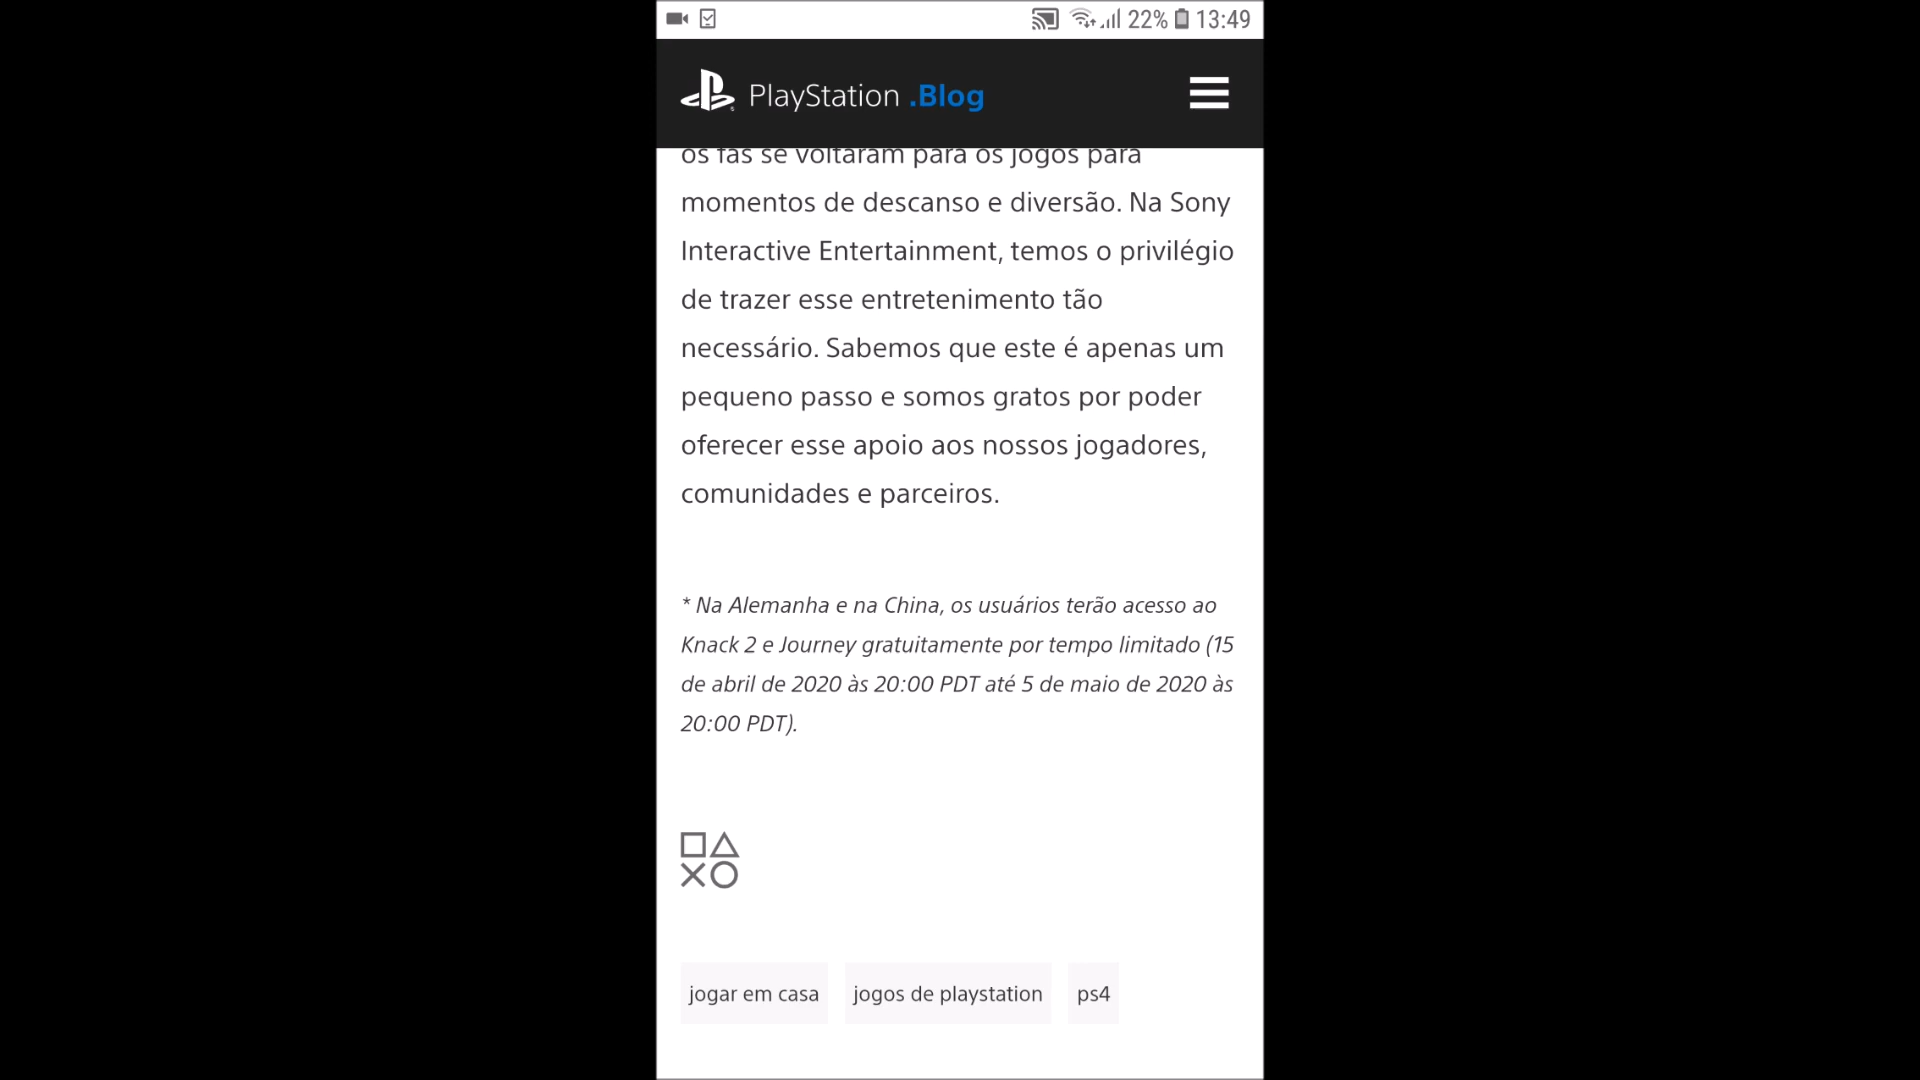 22% 13:49
PlayStation .Blog
os fãs se voltaram para os jogos para
momentos de descanso e diversão. Na Sony
Interactive Entertainment, temos o privilégio
de trazer esse entretenimento tão
necessário. Sabemos que este é apenas um
pequeno passo e somos gratos por poder
oferecer esse apoio aos nossos jogadores,
comunidades e parceiros.
* Na Alemanha e na China, os usuários terão acesso ao
Knack 2 e Journey gratuitamente por tempo limitado (15
de abril de 2020 às 20:00 PDT até 5 de maio de 2020 às
20:00 PDT).
jogar em casa jogos de playstation ps4